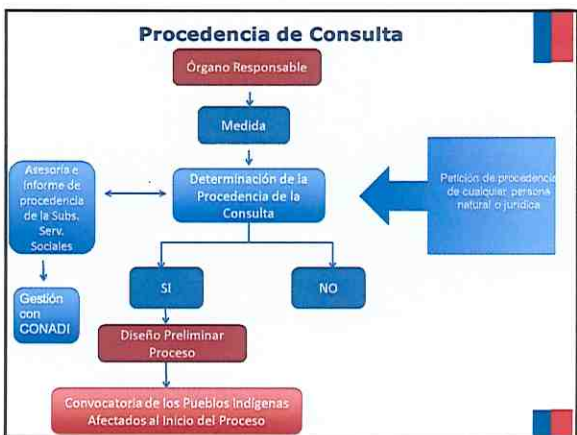 Procedencia de Consulta
Órgano Responsable
Medida
Asesoría e
Informe de
procedencia
de la Subs.
Serv.
Sociales
Determinación de la
Procedencia de la
Consulta
Petición de procedencia
de cualquier persona
natural o jurídica
SI
NO
Gestión
con
CONADI
Diseño Preliminar
Proceso
Convocatoria de los Pueblos Indígenas
Afectados al Inicio del Proceso